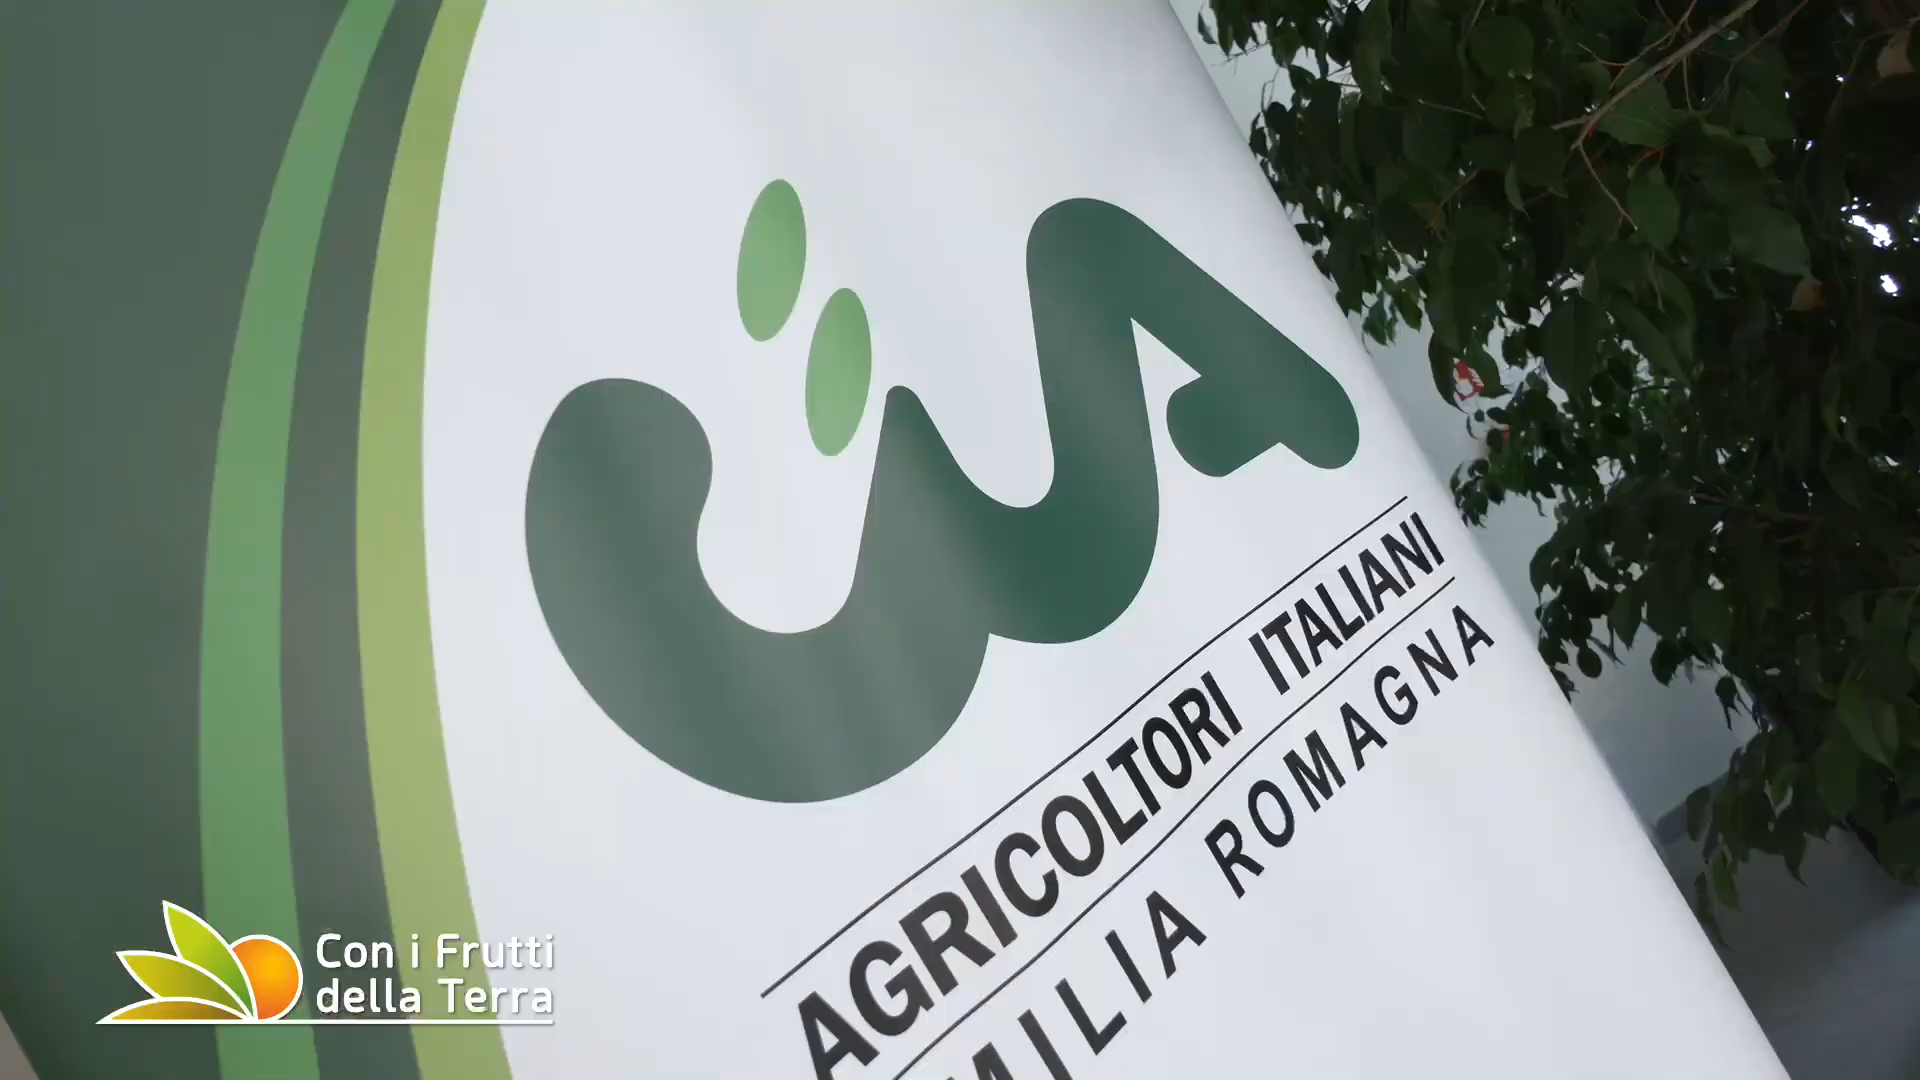 CIA
AGRICOLTORI ITALIANI
MILIA ROMAGNA
Con i Frutti
della Terra